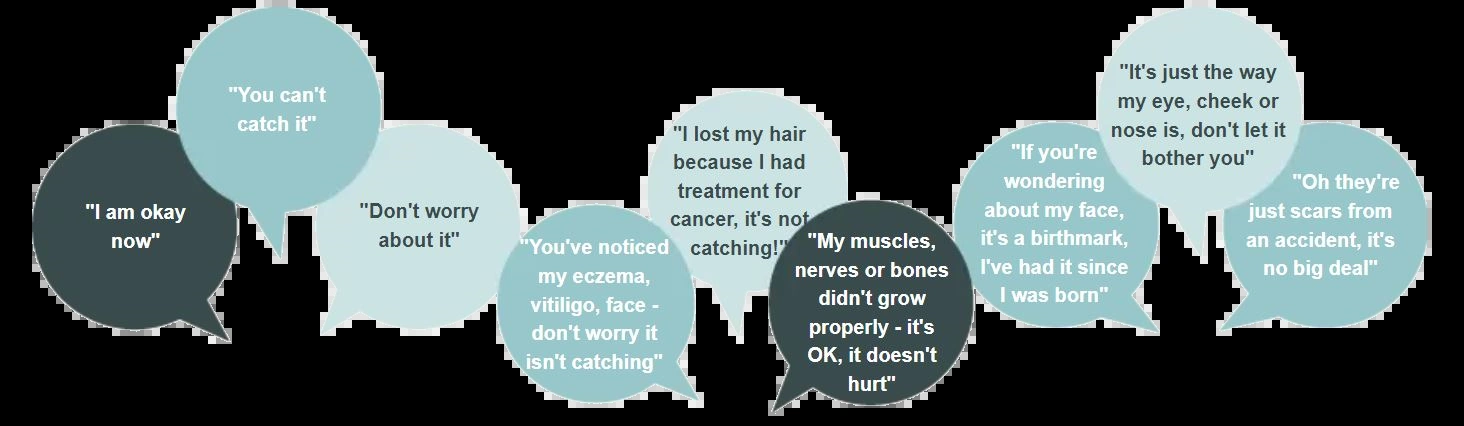 "I am okay
now"
"You can't
catch it"
"Don't worry
about it"
"You've noticed
my eczema,
vitiligo, face -
don't worry it
isn't catching"
"I lost my hair
because I had
treatment for
cancer, it's not
catching!"
"My muscles,
nerves or bones
didn't grow
properly - it's
OK, it doesn't
hurt"
"If you're
wondering
about my face,
it's a birthmark,
I've had it since
I was born"
"It's just the way
my eye, cheek or
nose is, don't let it
bother you"
"Oh they're
just scars from
an accident, it's
no big deal"